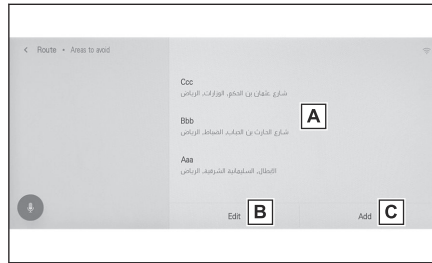 Route • Areas to avoid
Ccc
شارع عثمان بن الحكم, الوزارات, الرياض
A
Bbb
شارع الحارث بن الحباب, الضباط, الرياض
Aaa
الابطال, السليمانية الشرقية, الرياض
Edit B
Add C